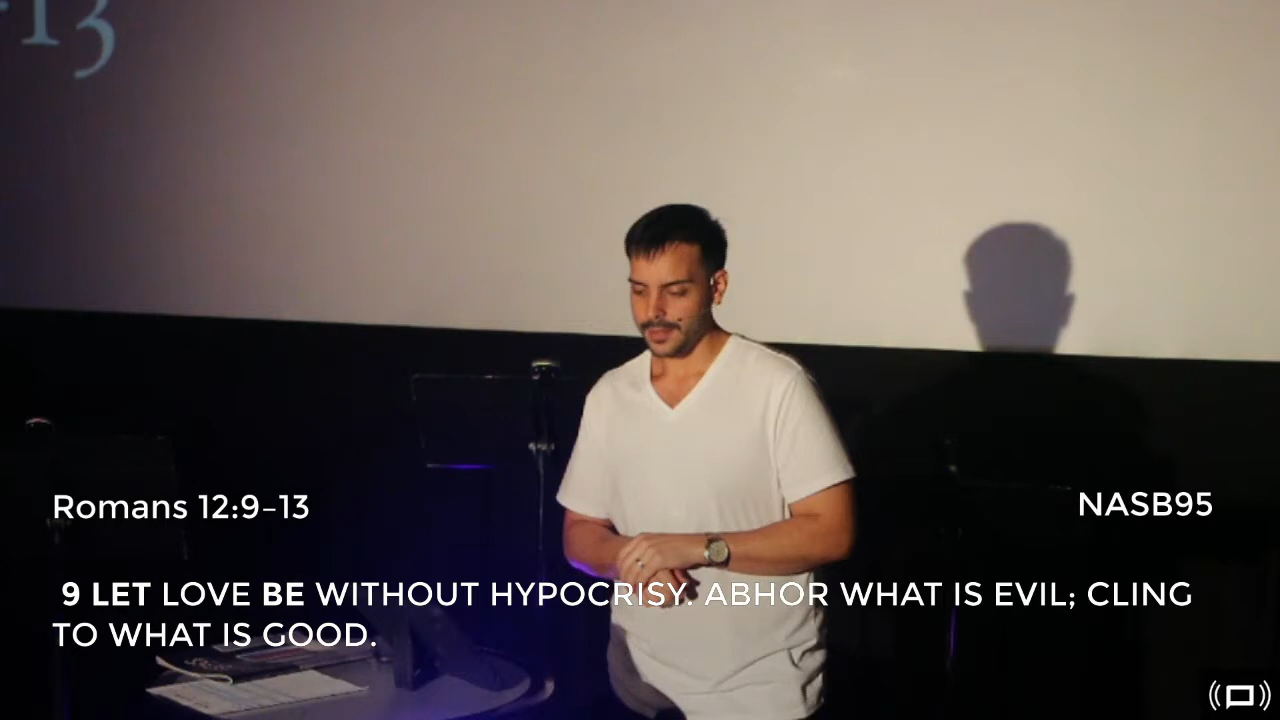 -13
Romans 12:9–13
NASB95
9 LET LOVE BE WITHOUT HYPOCRISY. ABHOR WHAT IS EVIL; CLING
TO WHAT IS GOOD.